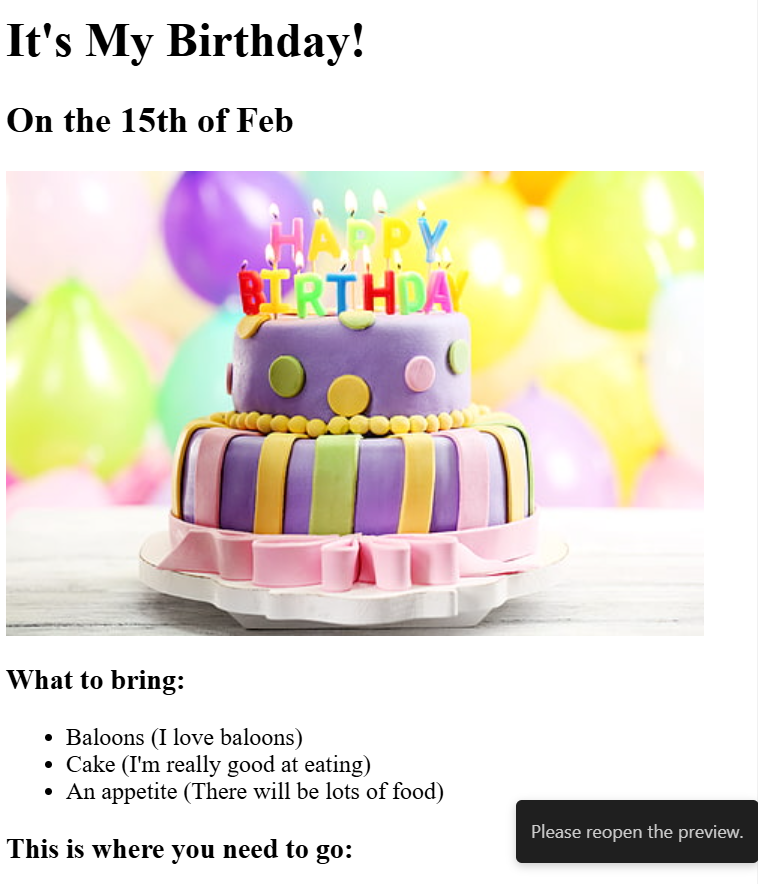 It's My Birthday!
On the 15th of Feb
HAPPY
BIRTHDAY
What to bring:
Baloons (I love baloons)
Cake (I'm really good at eating)
An appetite (There will be lots of food)
Please reopen the preview.
This is where you need to go: